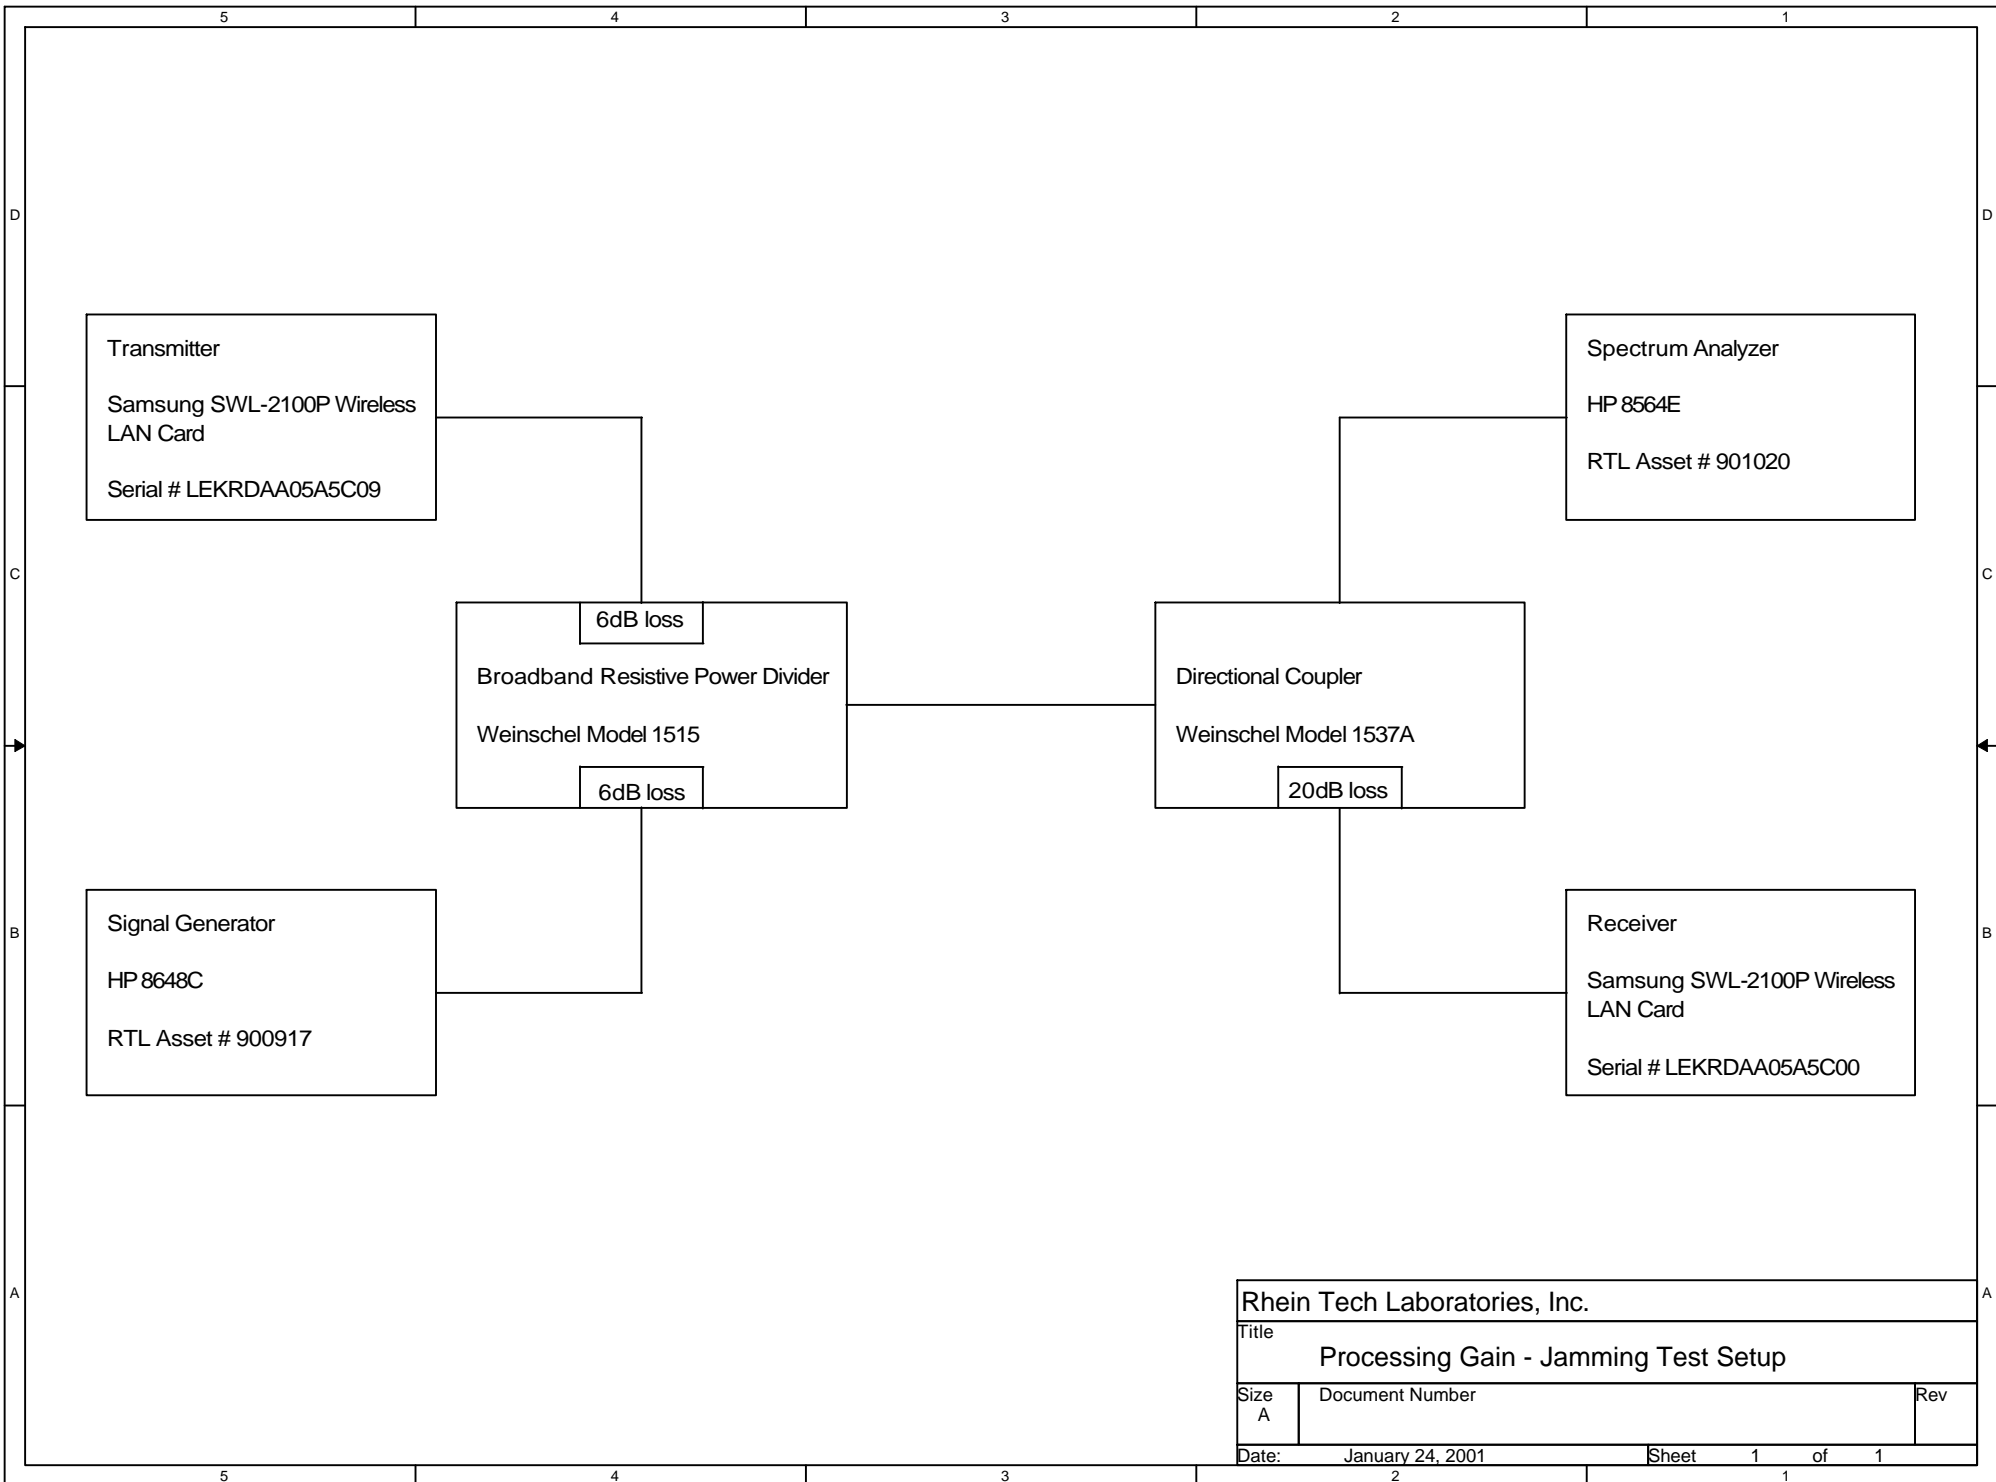 5 4 3 2 1
D D
Transmitter
Samsung SWL-2100P Wireless
LAN Card
Serial # LEKRDAA05A5C09
Spectrum Analyzer
HP 8564E
RTL Asset # 901020
C C
6dB loss
Broadband Resistive Power Divider
Weinschel Model 1515
6dB loss
Directional Coupler
Weinschel Model 1537A
20dB loss
Signal Generator
HP 8648C
RTL Asset # 900917
B B
Receiver
Samsung SWL-2100P Wireless
LAN Card
Serial # LEKRDAA05A5C00
A A
Rhein Tech Laboratories, Inc.
Title
Processing Gain - Jamming Test Setup
Size Document Number Rev
A
Date: January 24, 2001 Sheet 1 of 1
5 4 3 2 1